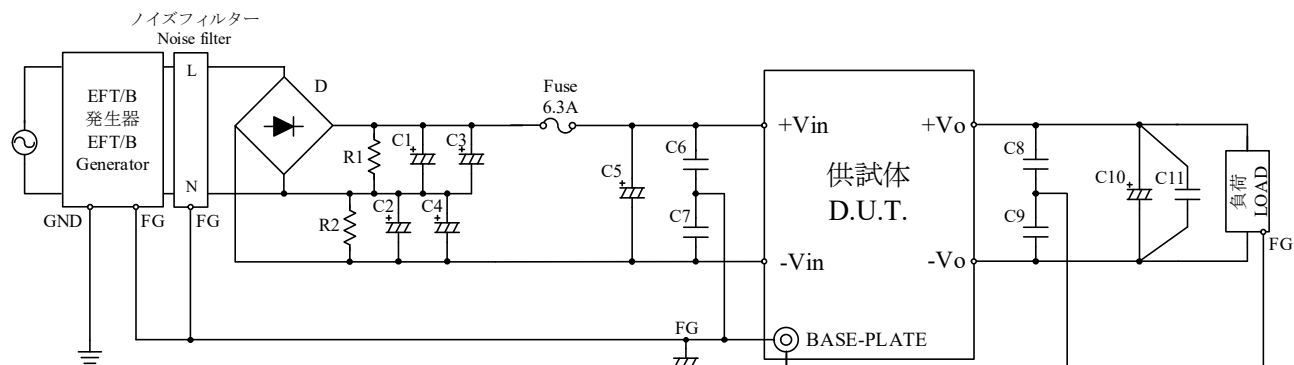 ノイズフィルター
Noise filter
EFT/B
発生器
EFT/B
Generator
L
N
GND
FG
FG
D
R1
R2
C1
C3
C2
C4
Fuse
6.3A
C5
C6
C7
FG
+Vin
-Vin
供試体
D.U.T.
+Vo
-Vo
BASE-PLATE
C8
C9
C10
C11
負荷
LOAD
FG